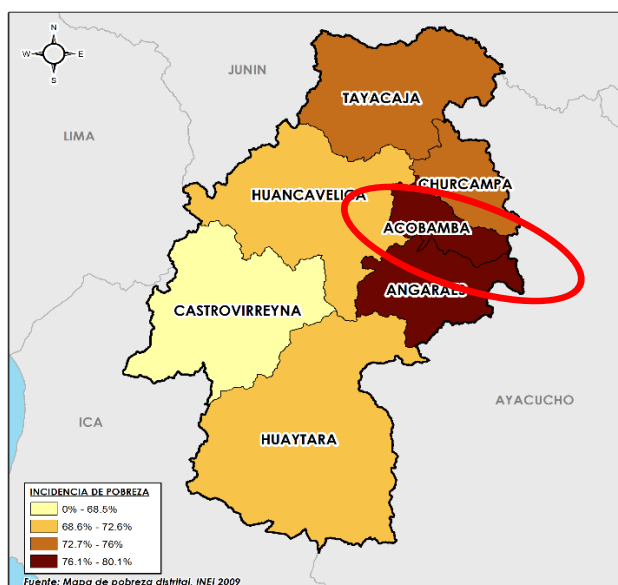 N
W
E
S
JUNIN
TAYACAJA
LIMA
CHURCAMPA
HUANCAVELICA
ACOBAMBA
ANGARAES
CASTROVIRREYNA
AYACUCHO
ICA
HUAYTARA
INCIDENCIA DE POBREZA
0% - 68.5%
68.6% - 72.6%
72.7% - 76%
76.1% - 80.1%
Fuente: Mapa de pobreza distrital, INEI 2009